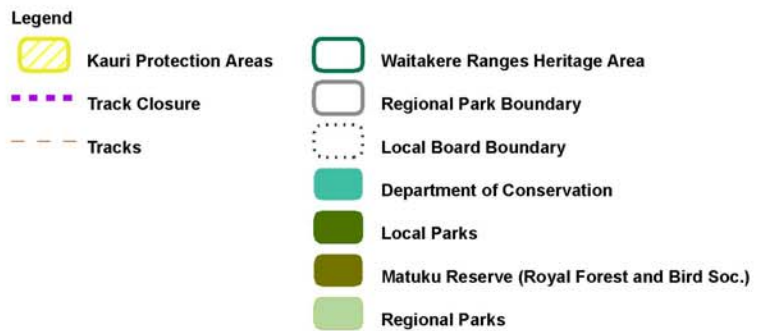 Legend
Kauri Protection Areas
Track Closure
Tracks
Waitakere Ranges Heritage Area
Regional Park Boundary
Local Board Boundary
Department of Conservation
Local Parks
Matuku Reserve (Royal Forest and Bird Soc.)
Regional Parks